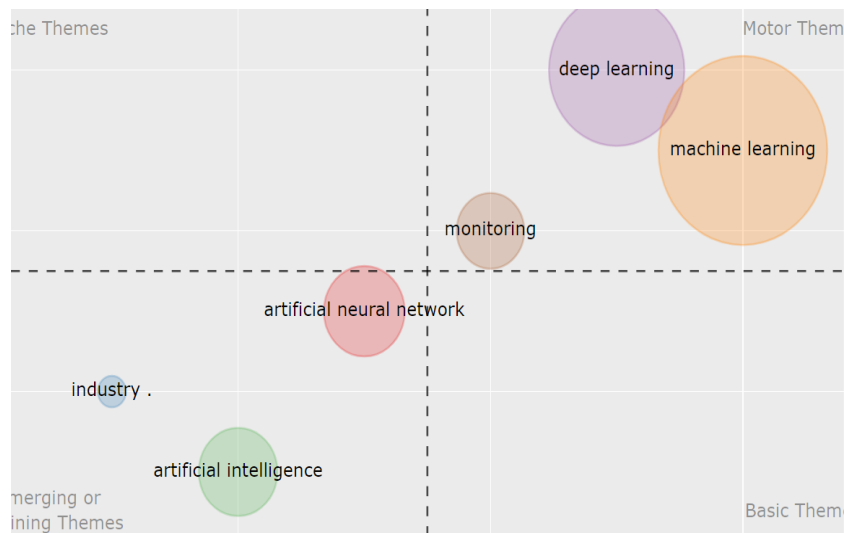 che Themes
Motor Them
deep learning
machine learning
monitoring
artificial neural network
industry .
artificial intelligence
merging or
ining Themes
Basic Theme